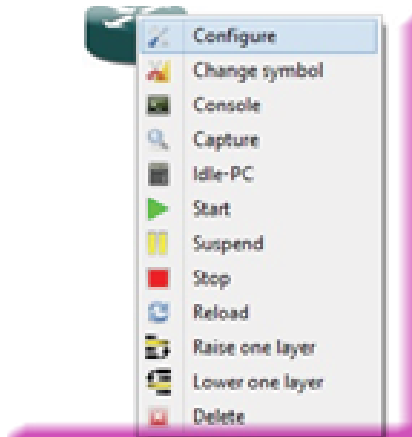 Configure
Change symbol
Console
Capture
Idle-PC
Start
Suspend
Stop
Reload
Raise one layer
Lower one layer
Delete